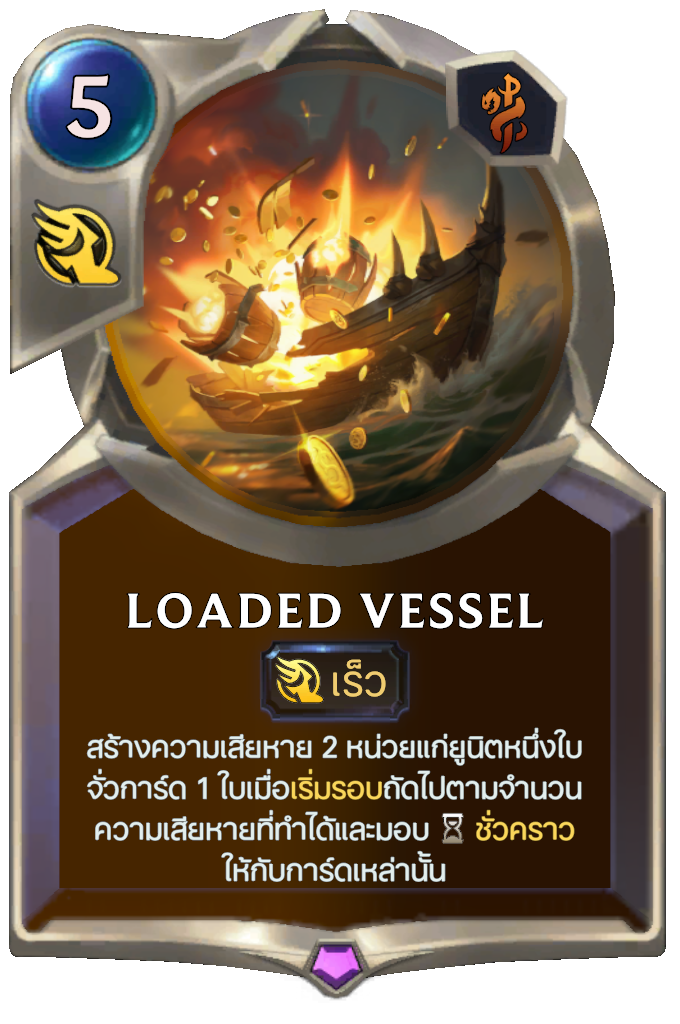 5
LOADED VESSEL
เร็ว
สร้างความเสียหาย 2 หน่วยแก่ยูนิตหนึ่งใบ
จั่วการ์ด 1 ใบเมื่อเริ่มรอบถัดไปตามจำนวน
ความเสียหายที่ทำได้และมอบ ชั่วคราว
ให้กับการ์ดเหล่านั้น